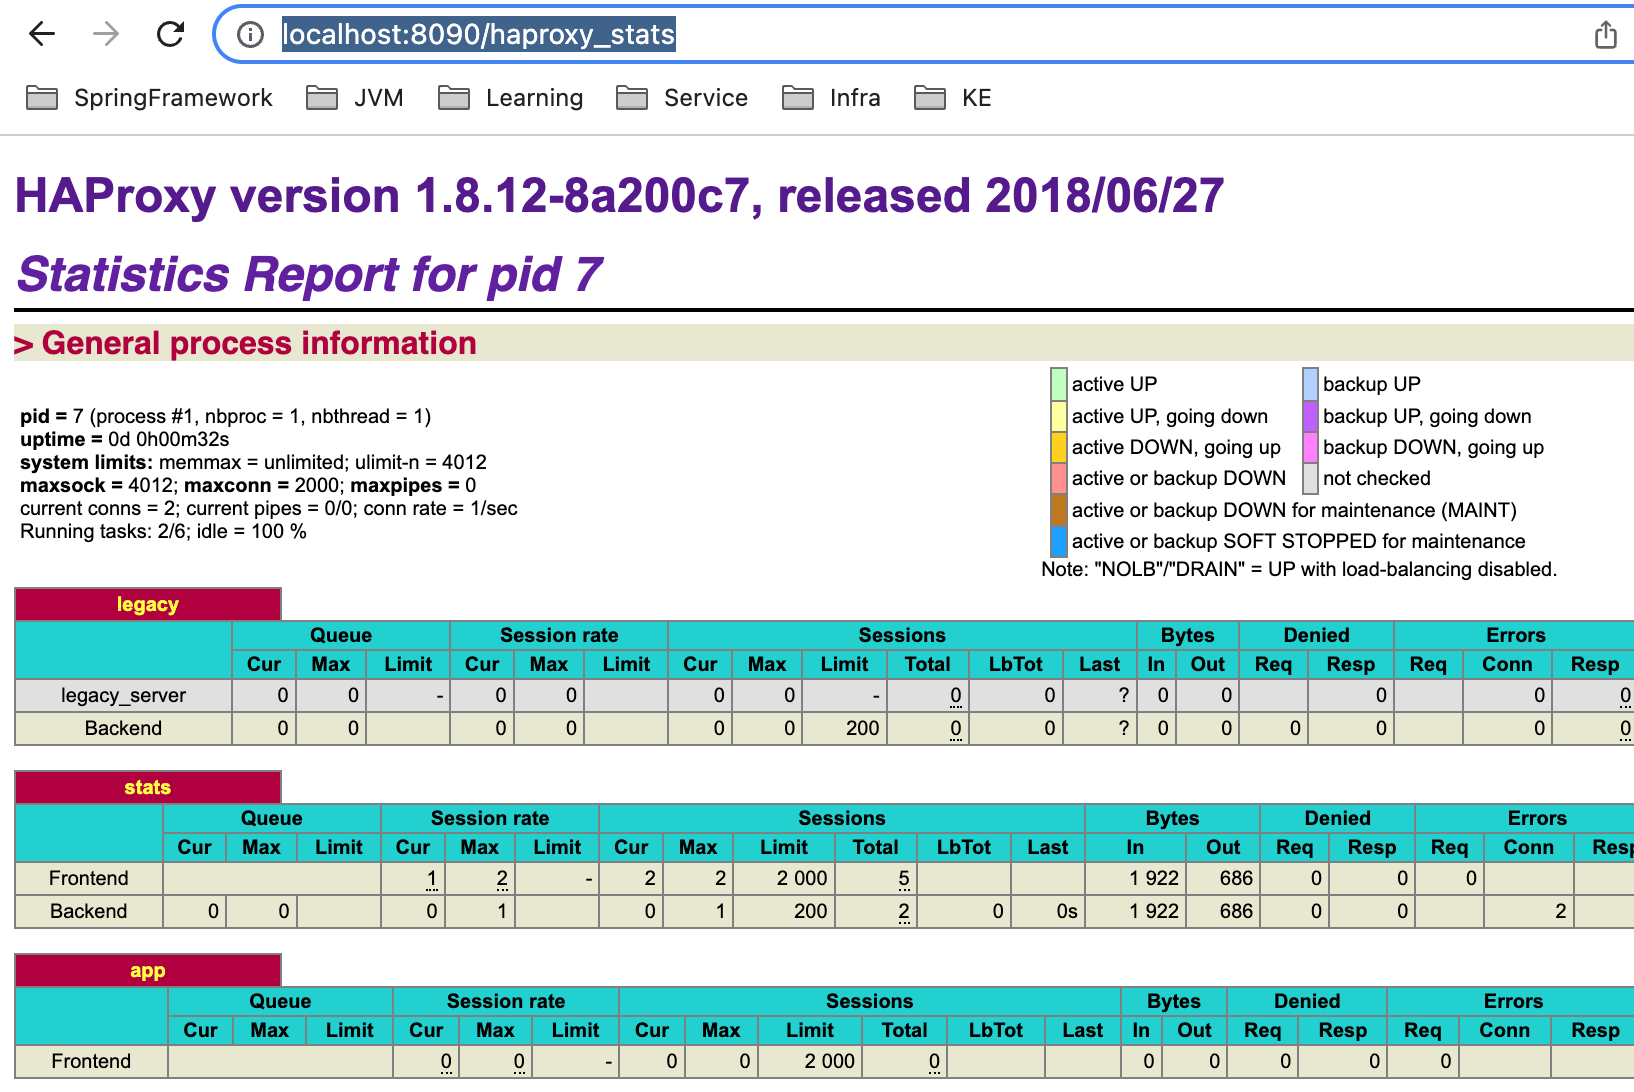 localhost:8090/haproxy_stats
SpringFramework JVM Learning Service Infra KE
HAProxy version 1.8.12-8a200c7, released 2018/06/27
Statistics Report for pid 7
> General process information
pid = 7 (process #1, nbproc = 1, nbthread = 1)
uptime = 0d 0h00m32s
system limits: memmax = unlimited; ulimit-n = 4012
maxsock = 4012; maxconn = 2000; maxpipes = 0
current conns = 2; current pipes = 0/0; conn rate = 1/sec
Running tasks: 2/6; idle = 100 %
active UP backup UP
active UP, going down backup UP, going down
active DOWN, going up backup DOWN, going up
active or backup DOWN not checked
active or backup DOWN for maintenance (MAINT)
active or backup SOFT STOPPED for maintenance
Note: "NOLB"/"DRAIN" = UP with load-balancing disabled.
legacy
Queue Session rate Sessions Bytes Denied Errors
Cur Max Limit Cur Max Limit Cur Max Limit Total LbTot Last In Out Req Resp Req Conn Resp
legacy_server 0 0 - 0 0 0 0 - 0 0 ? 0 0 0 0 0
Backend 0 0 0 0 0 0 200 0 0 ? 0 0 0 0 0 0
stats
Queue Session rate Sessions Bytes Denied Errors
Cur Max Limit Cur Max Limit Cur Max Limit Total LbTot Last In Out Req Resp Req Conn Resp
Frontend 1 2 - 2 2 2 000 5 1 922 686 0 0 0
Backend 0 0 0 1 0 1 200 2 0 0s 1 922 686 0 0 2
app
Queue Session rate Sessions Bytes Denied Errors
Cur Max Limit Cur Max Limit Cur Max Limit Total LbTot Last In Out Req Resp Req Conn Resp
Frontend 0 0 - 0 0 2 000 0 0 0 0 0 0